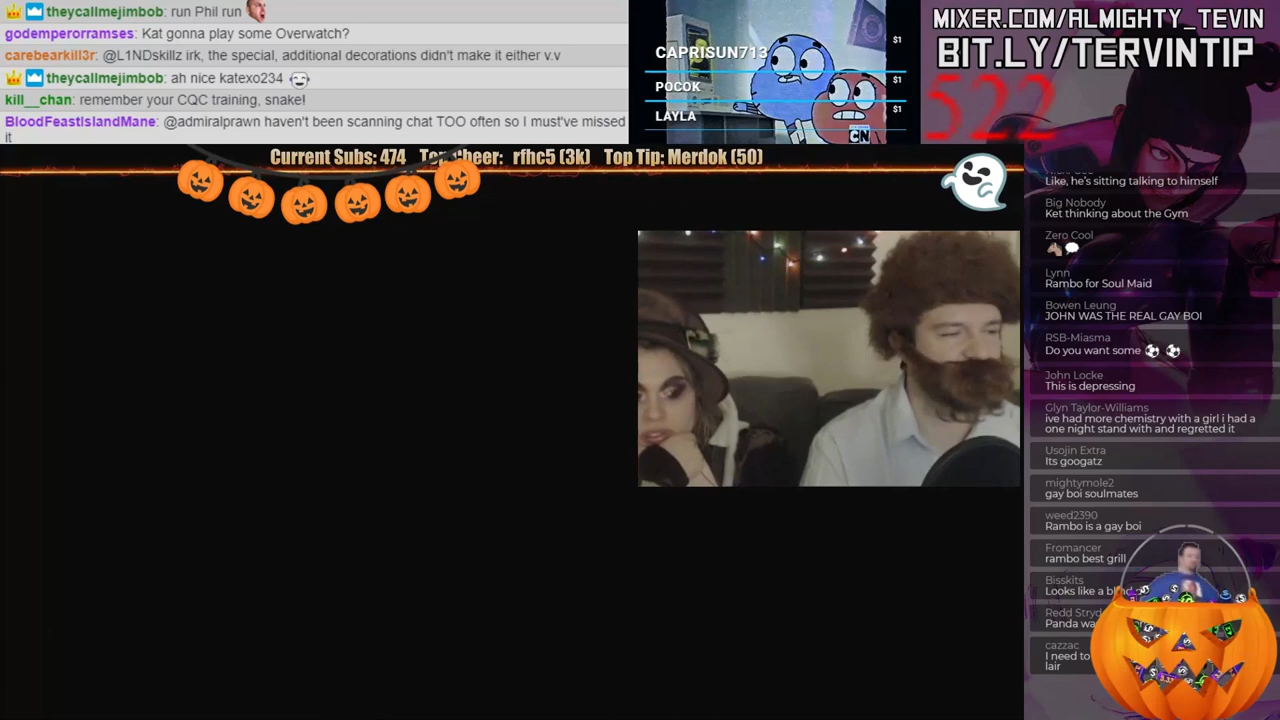 theycallmejimbob: run Phil run
godemperorramses: Kat gonna play some Overwatch?
carebearkill3r: @L1NDskillz irk, the special, additional decorations didn't make it either v.v
theycallmejimbob: ah nice katexo234
kill__chan: remember your CQC training, snake!
BloodFeastIslandMane: @admiralprawn haven't been scanning chat TOO often so I must've missed
it
CAPRISUN713 $1
POCOK $1
LAYLA $1
CN
MIXER.COM/ALMIGHTY_TEVIN
BIT.LY/TERVINTIP
522
Current Subs: 474 Top Cheer: rfhc5 (3k) Top Tip: Merdok (50)
Like, he's sitting talking to himself
Big Nobody
Ket thinking about the Gym
Zero Cool
Lynn
Rambo for Soul Maid
Bowen Leung
JOHN WAS THE REAL GAY BOI
RSB-Miasma
Do you want some
John Locke
This is depressing
Glyn Taylor-Williams
ive had more chemistry with a girl i had a
one night stand with and regretted it
Usojin Extra
Its googatz
mightymole2
gay boi soulmates
weed2390
Rambo is a gay boi
Fromancer
rambo best grill
Bisskits
Looks like a
Redd
Panda
cazzac
I need to
lair